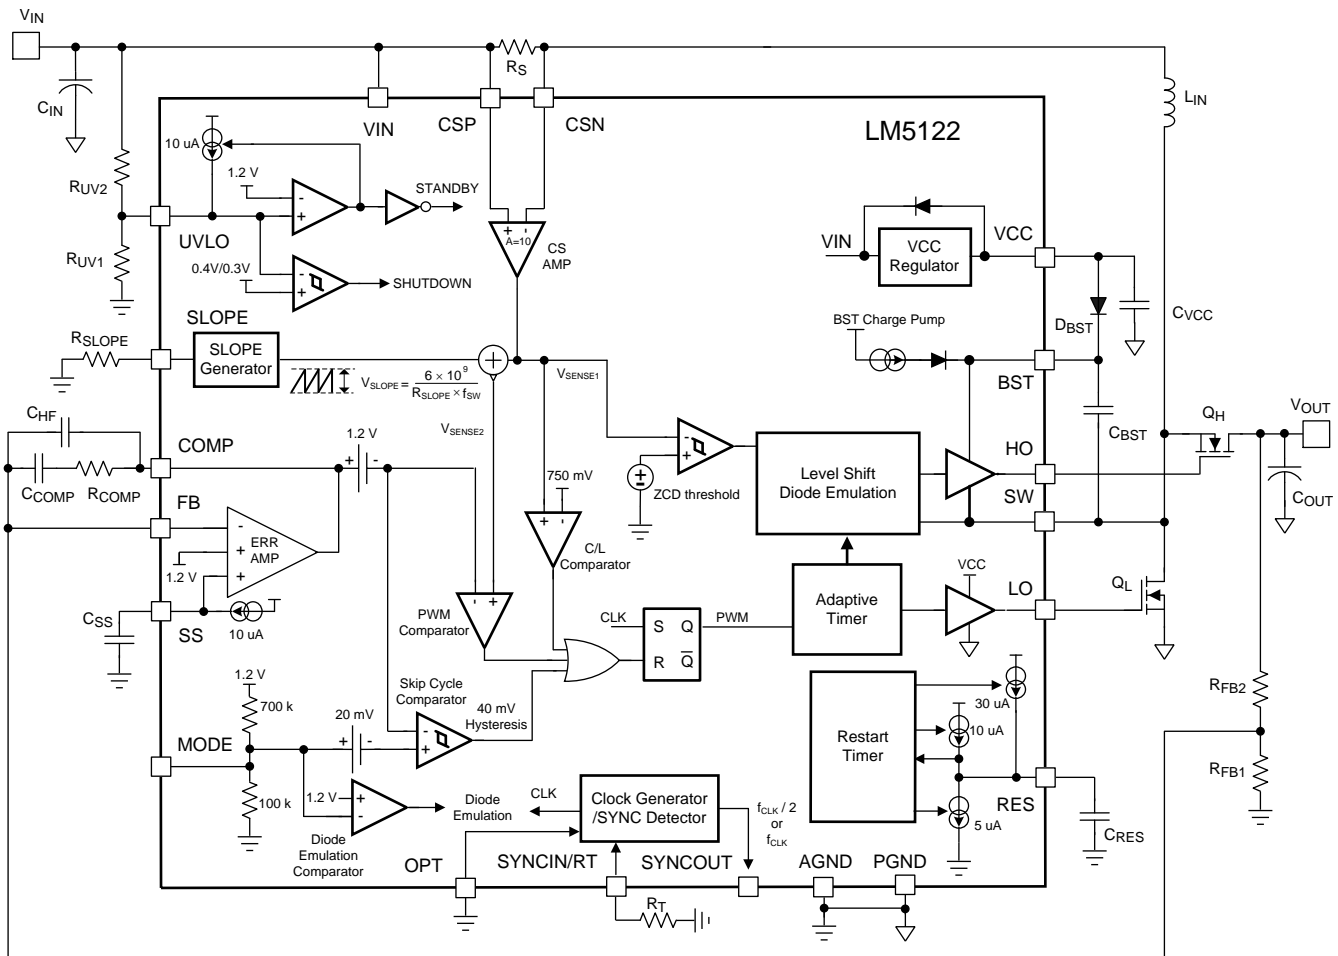 VIN
RS
CIN
LIN
VIN
CSP
CSN
LM5122
10 uA
1.2 V
STANDBY
RUV2
UVLO
+ -
A=10
CS
AMP
VIN
VCC
Regulator
VCC
RUV1
0.4V/0.3V
SHUTDOWN
CVCC
DBST
SLOPE
BST Charge Pump
RSLOPE
SLOPE
Generator
VSLOPE = 6 × 10^9 / RSLOPE × fSW
VSENSE1
BST
CHF
VSENSE2
CBST
QH
VOUT
COMP
1.2 V
+ -
HO
CCOMP
RCOMP
750 mV
ZCD threshold
Level Shift
Diode Emulation
SW
COUT
FB
ERR
AMP
1.2 V
C/L
Comparator
VCC
LO
QL
CSS
SS
10 uA
PWM
Comparator
CLK
S Q
R Q
PWM
Adaptive
Timer
1.2 V
700 k
Skip Cycle
Comparator
40 mV
Hysteresis
20 mV
+ -
MODE
30 uA
10 uA
Restart
Timer
RFB2
RFB1
100 k
1.2V
Diode
Emulation
CLK
Clock Generator
/SYNC Detector
fCLK / 2
or
fCLK
5 uA
RES
CRES
Diode
Emulation
Comparator
OPT
SYNCIN/RT
SYNCOUT
AGND
PGND
RT